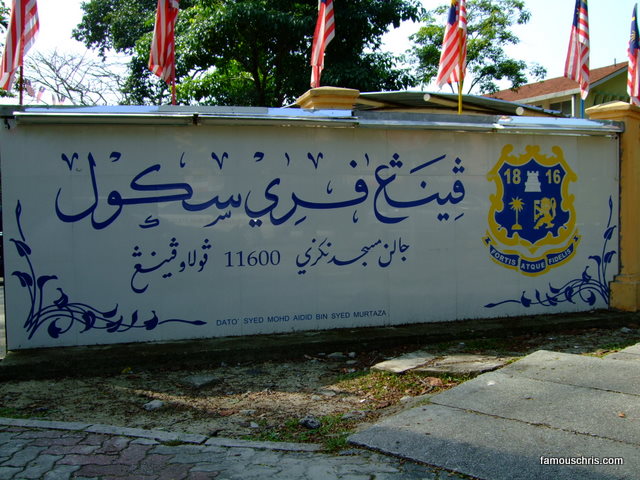 ڤينڠ فري سکول
جالن مسجد نݢري 11600 ڤولاو ڤينڠ
DATO' SYED MOHD AIDID BIN SYED MURTAZA
18 16
FORTIS ATQUE FIDELIS
famouschris.com